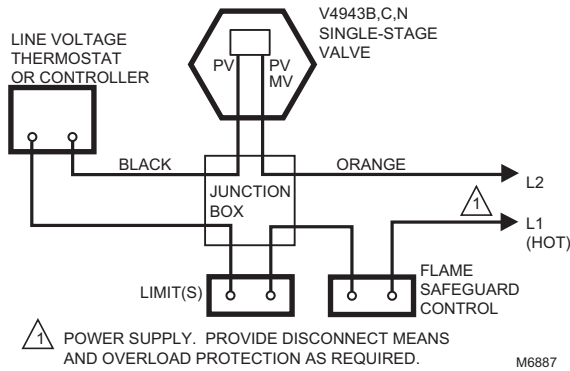 V4943B,C,N
SINGLE-STAGE
VALVE
LINE VOLTAGE
THERMOSTAT
OR CONTROLLER
PV
PV
MV
BLACK
ORANGE
L2
JUNCTION
BOX
1
L1
(HOT)
LIMIT(S)
FLAME
SAFEGUARD
CONTROL
1 POWER SUPPLY. PROVIDE DISCONNECT MEANS
AND OVERLOAD PROTECTION AS REQUIRED.
M6887